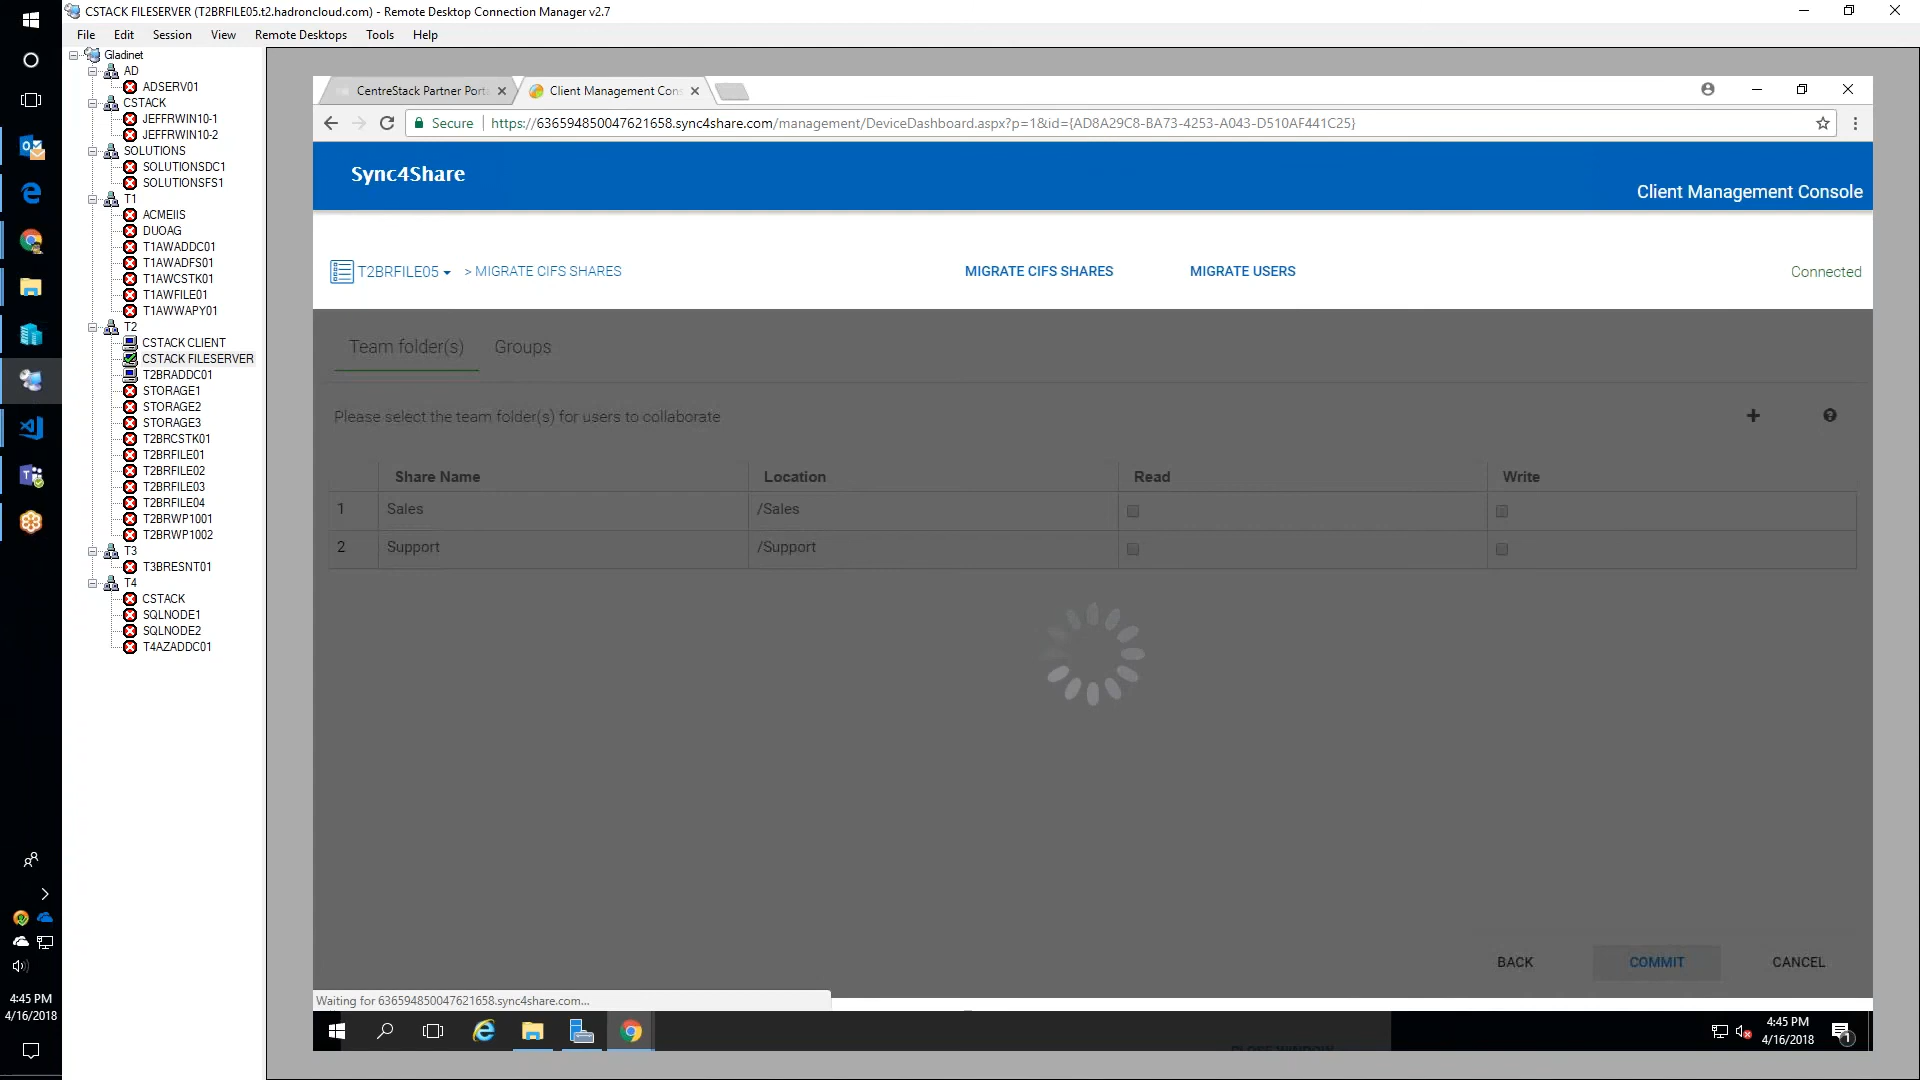 CSTACK FILESERVER (T2BRFILE05.t2.hadroncloud.com) - Remote Desktop Connection Manager v2.7
File Edit Session View Remote Desktops Tools Help
Gladinet
AD
ADSERV01
CSTACK
JEFFRWIN10-1
JEFFRWIN10-2
SOLUTIONS
SOLUTIONSDC1
SOLUTIONSFS1
T1
ACMEIIS
DUOAG
T1AWADDC01
T1AWADFS01
T1AWCSTK01
T1AWFILE01
T1AWWAPY01
T2
CSTACK CLIENT
CSTACK FILESERVER
T2BRADDC01
STORAGE1
STORAGE2
STORAGE3
T2BRCSTK01
T2BRFILE01
T2BRFILE02
T2BRFILE03
T2BRFILE04
T2BRWP1001
T2BRWP1002
T3
T3BRESNT01
T4
CSTACK
SQLNODE1
SQLNODE2
T4AZADDC01
CentreStack Partner Port
Client Management Con
Secure https://636594850047621658.sync4share.com/management/DeviceDashboard.aspx?p=1&id={AD8A29C8-BA73-4253-A043-D510AF441C25}
Sync4Share
Client Management Console
T2BRFILE05 > MIGRATE CIFS SHARES
MIGRATE CIFS SHARES
MIGRATE USERS
Connected
Team folder(s) Groups
Please select the team folder(s) for users to collaborate
Share Name Location Read Write
1 Sales /Sales
2 Support /Support
BACK COMMIT CANCEL
Waiting for 636594850047621658.sync4share.com...
CLOSE WINDOW
4:45 PM
4/16/2018
1
4:45 PM
4/16/2018